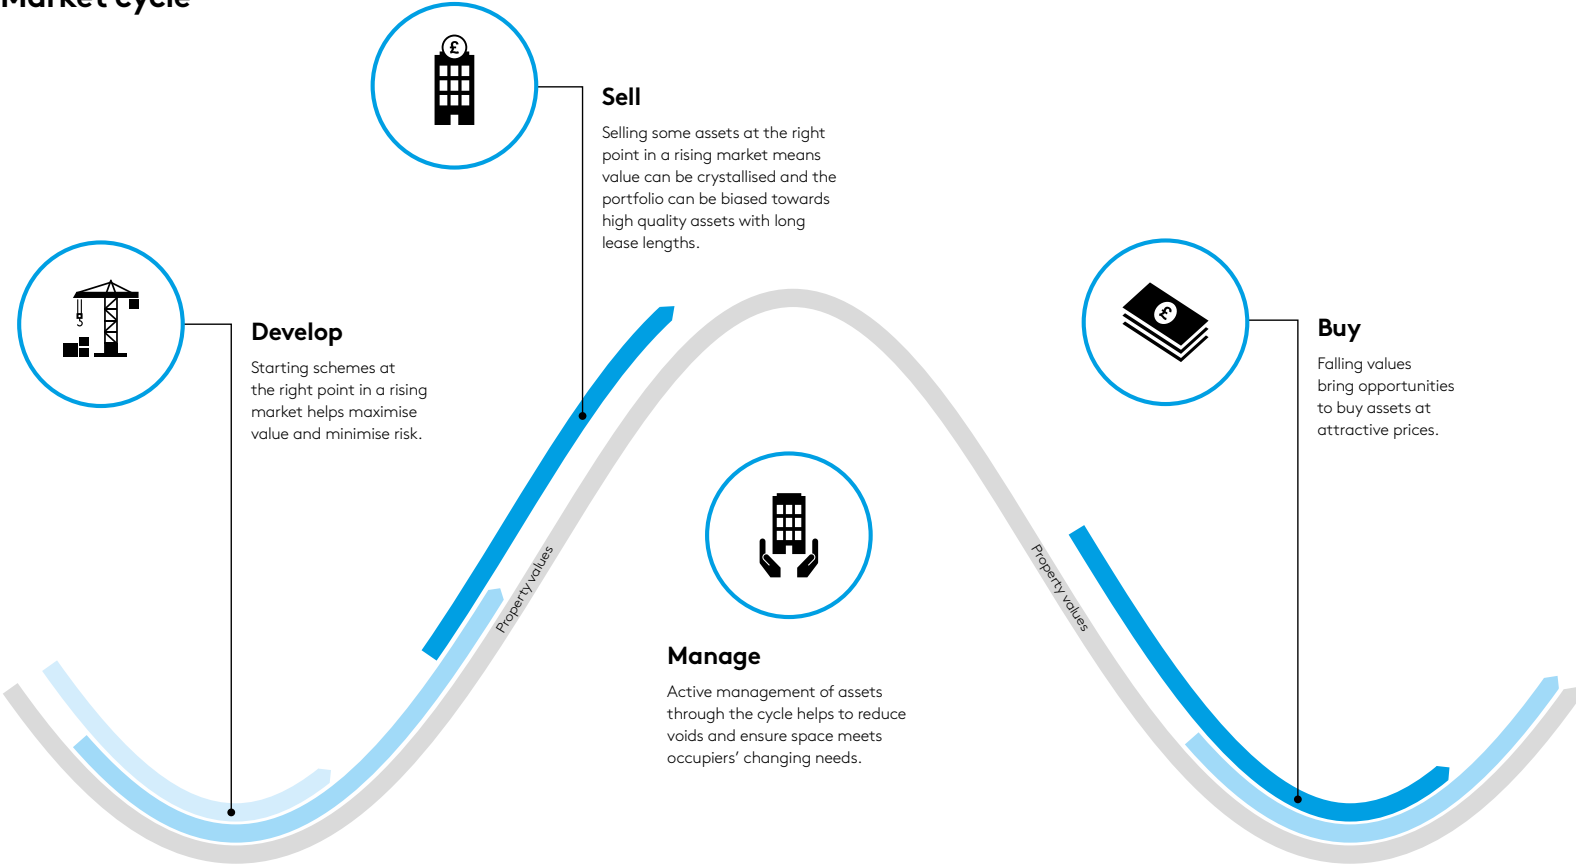 Market cycle
£
Sell
Selling some assets at the right
point in a rising market means
value can be crystallised and the
portfolio can be biased towards
high quality assets with long
lease lengths.
Develop
Starting schemes at
the right point in a rising
market helps maximise
value and minimise risk.
£
Buy
Falling values
bring opportunities
to buy assets at
attractive prices.
Property values
Property values
Manage
Active management of assets
through the cycle helps to reduce
voids and ensure space meets
occupiers’ changing needs.